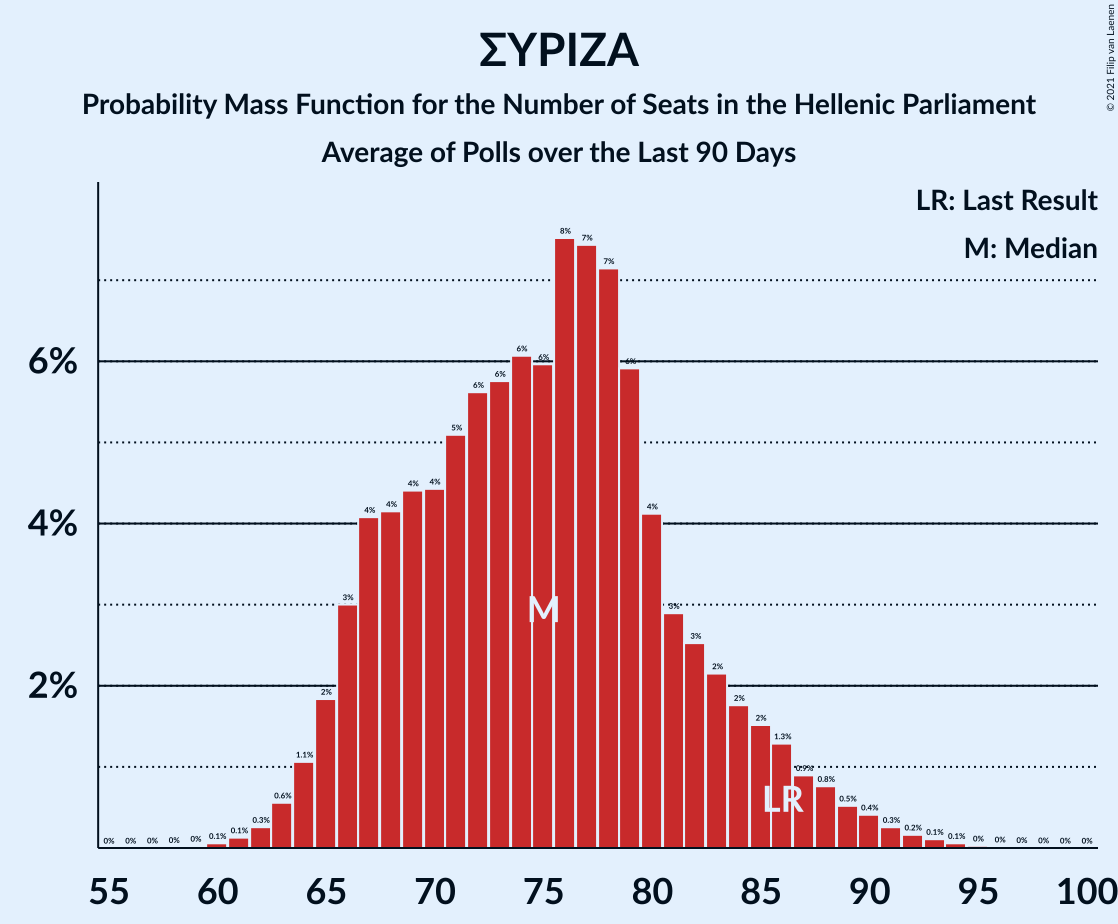 ΣΥΡΙΖΑ
Probability Mass Function for the Number of Seats in the Hellenic Parliament
Average of Polls over the Last 90 Days
© 2021 Filip van Laenen
LR: Last Result
M: Median
6%
4%
2%
0% 0% 0% 0% 0% 0.1% 0.1% 0.3% 0.6% 1.1% 2% 3% 4% 4% 4% 4% 5% 6% 6% 6% 6% 8% 7% 7% 6% 4% 3% 3% 2% 2% 2% 1.3% 0.9% 0.8% 0.5% 0.4% 0.3% 0.2% 0.1% 0.1% 0% 0% 0% 0% 0% 0%
M
LR
55 60 65 70 75 80 85 90 95 100